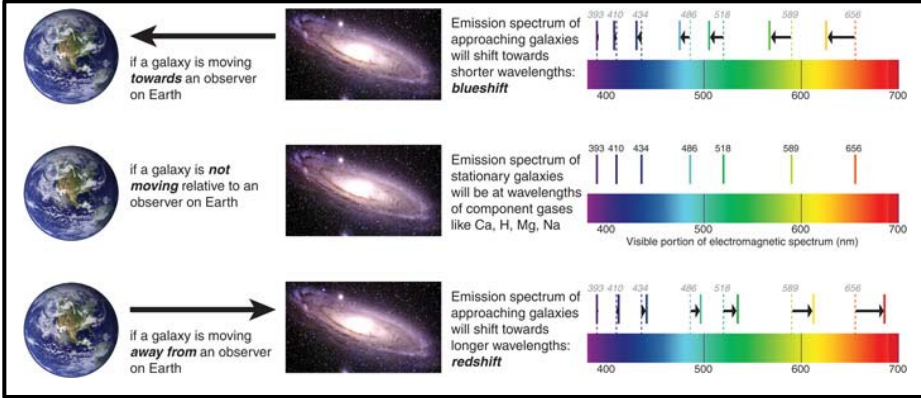 if a galaxy is moving
towards an observer
on Earth
Emission spectrum of
approaching galaxies
will shift towards
shorter wavelengths:
blueshift
393 410 434 486 518 589 656
400 500 600 700
if a galaxy is not
moving relative to an
observer on Earth
Emission spectrum of
stationary galaxies
will be at wavelengths
of component gases
like Ca, H, Mg, Na
393 410 434 486 518 589 656
400 500 600 700
Visible portion of electromagnetic spectrum (nm)
if a galaxy is moving
away from an observer
on Earth
Emission spectrum of
approaching galaxies
will shift towards
longer wavelengths:
redshift
393 410 434 486 518 589 656
400 500 600 700